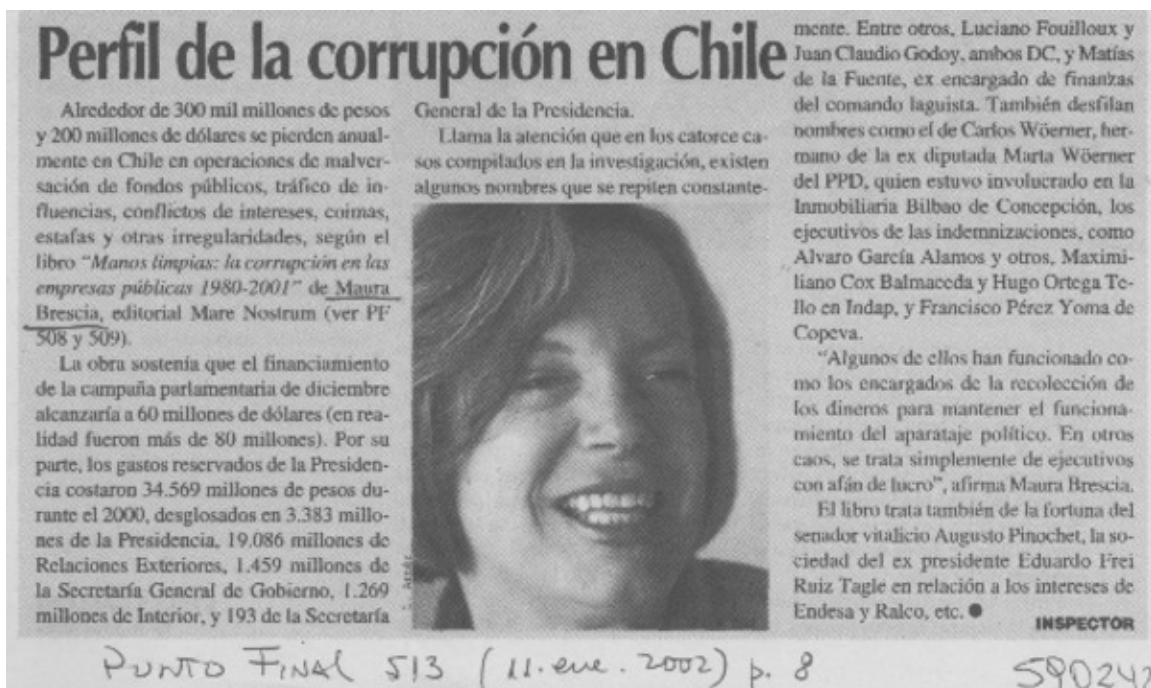 Perfil de la corrupción en Chile
Alrededor de 300 mil millones de pesos
y 200 millones de dólares se pierden anual-
mente en Chile en operaciones de malver-
sación de fondos públicos, tráfico de in-
fluencias, conflictos de intereses, coimas,
estafas y otras irregularidades, según el
libro “Manos limpias: la corrupción en las
empresas públicas 1980-2001” de Maura
Brescia, editorial Mare Nostrum (ver PF
508 y 509).
La obra sostenía que el financiamiento
de la campaña parlamentaria de diciembre
alcanzaría a 60 millones de dólares (en rea-
lidad fueron más de 80 millones). Por su
parte, los gastos reservados de la Presiden-
cia costaron 34.569 millones de pesos du-
rante el 2000, desglosados en 3.383 millo-
nes de la Presidencia, 19.086 millones de
Relaciones Exteriores, 1.459 millones de
la Secretaría General de Gobierno, 1.269
millones de Interior, y 193 de la Secretaría
General de la Presidencia.
Llama la atención que en los catorce ca-
sos compilados en la investigación, existen
algunos nombres que se repiten constante-
mente. Entre otros, Luciano Fouilloux y
Juan Claudio Godoy, ambos DC, y Matías
de la Fuente, ex encargado de finanzas
del comando laguista. También desfilan
nombres como el de Carlos Wöerner, her-
mano de la ex diputada Marta Wöerner
del PPD, quien estuvo involucrado en la
Inmobiliaria Bilbao de Concepción, los
ejecutivos de las indemnizaciones, como
Alvaro García Alamos y otros, Maximi-
liano Cox Balmaceda y Hugo Ortega Te-
llo en Indap, y Francisco Pérez Yoma de
Copeva.
“Algunos de ellos han funcionado co-
mo los encargados de la recolección de
los dineros para mantener el funciona-
miento del aparataje político. En otros
caos, se trata simplemente de ejecutivos
con afán de lucro”, afirma Maura Brescia.
El libro trata también de la fortuna del
senador vitalicio Augusto Pinochet, la so-
ciedad del ex presidente Eduardo Frei
Ruiz Tagle en relación a los intereses de
Endesa y Ralco, etc. ●
INSPECTOR
PUNTO FINAL 513 (11. ene. 2002) p. 8
590242